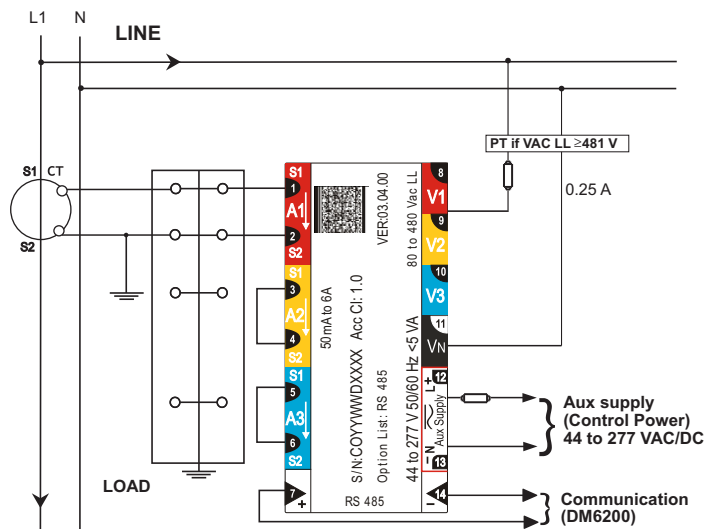 L1 N
LINE
PT if VAC LL ≥481 V
0.25 A
S1 CT
S2
S1
1
A1
2
S2
S1
3
A2
4
S2
S1
5
A3
6
S2
7
+
50 mA to 6A
S/N:COYYWWDXXXX Acc Cl: 1.0
VER:03.04.00
Option List: RS 485
80 to 480 Vac LL
44 to 277 V 50/60 Hz <5 VA
RS 485
8
V1
9
V2
10
V3
11
VN
12
L+
Aux Supply
-N
13
14
-
Aux supply
(Control Power)
44 to 277 VAC/DC
Communication
(DM6200)
LOAD